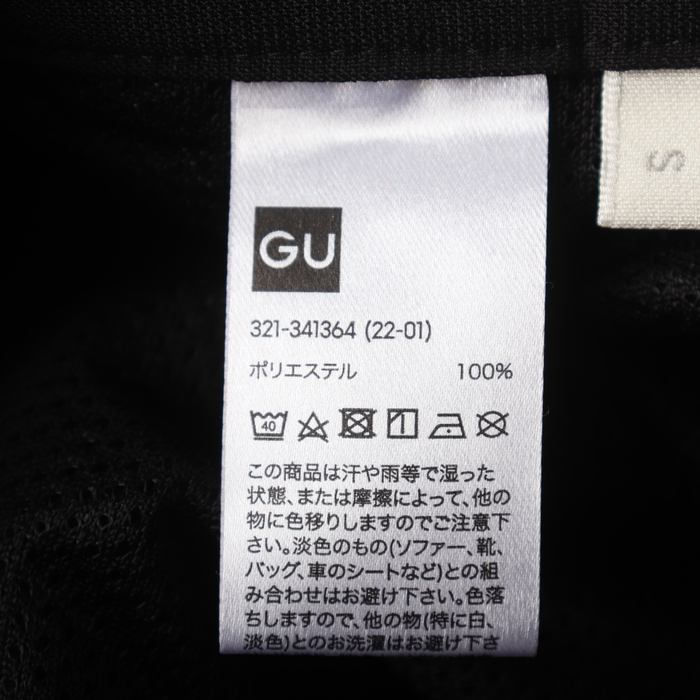 GU
S
321-341364 (22-01)
ポリエステル 100%
40
この商品は汗や雨等で湿った
状態、または摩擦によって、他の
物に色移りしますのでご注意下
さい。淡色のもの(ソファー、靴、
バッグ、車のシートなど)との組
み合わせはお避け下さい。色落
ちしますので、他の物(特に白、
淡色)とのお洗濯はお避け下さ